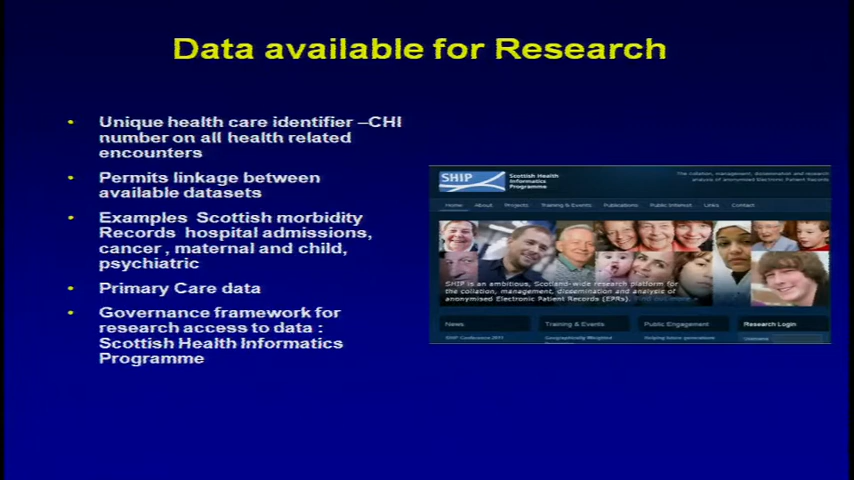 Data available for Research
• Unique health care identifier –CHI
number on all health related
encounters
• Permits linkage between
available datasets
• Examples Scottish morbidity
Records hospital admissions,
cancer , maternal and child,
psychiatric
• Primary Care data
• Governance framework for
research access to data :
Scottish Health Informatics
Programme
SHIP
Scottish Health
Informatics
Programme
The collation, management, dissemination and research
analysis of anonymised Electronic Patient Records
Home About Projects Training & Events Publications Public Interest Links Contact
SHIP is an ambitious, Scotland-wide research platform for
the collation, management, dissemination and analysis of
anonymised Electronic Patient Records (EPRs). Find out more
News Training & Events Public Engagement Research Login
SHIP Conference 2011 Geographically Weighted Helping future generations Username